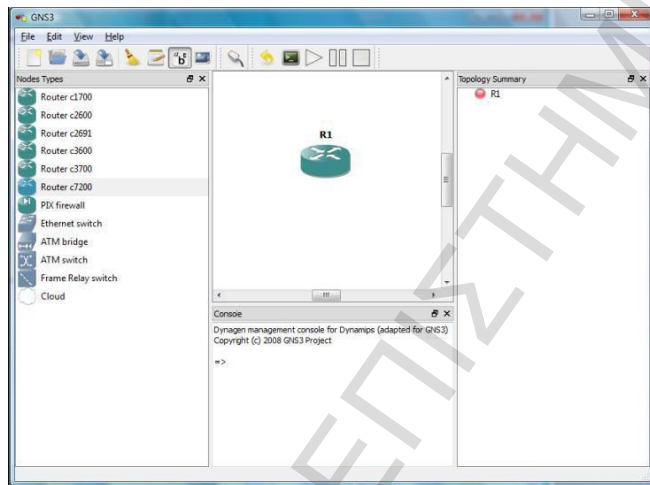 GNS3
File Edit View Help
Nodes Types
Router c1700
Router c2600
Router c2691
Router c3600
Router c3700
Router c7200
PIX firewall
Ethernet switch
ATM bridge
ATM switch
Frame Relay switch
Cloud
R1
Console
Dynagen management console for Dynamips (adapted for GNS3)
Copyright (c) 2008 GNS3 Project
=>
Topology Summary
R1
ΕΠΙΣΤΗΜ